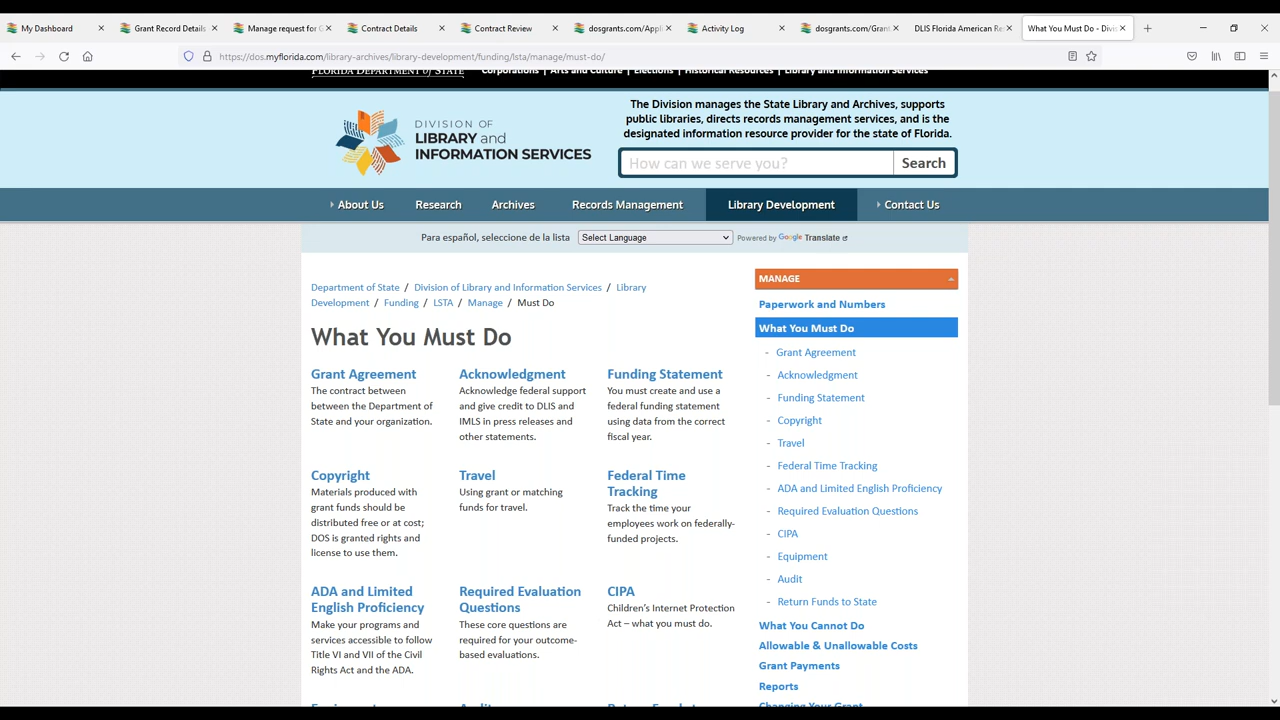 My Dashboard
Grant Record Details
Manage request for G
Contract Details
Contract Review
dosgrants.com/Appli
Activity Log
dosgrants.com/Grant
DLIS Florida American Re
What You Must Do - Divis
https://dos.myflorida.com/library-archives/library-development/funding/lsta/manage/must-do/
FLORIDA DEPARTMENT OF STATE
Corporations | Arts and Culture | Elections | Historical Resources | Library and Information Services
DIVISION OF
LIBRARY and
INFORMATION SERVICES
The Division manages the State Library and Archives, supports
public libraries, directs records management services, and is the
designated information resource provider for the state of Florida.
How can we serve you?
Search
About Us
Research
Archives
Records Management
Library Development
Contact Us
Para español, seleccione de la lista
Select Language
Powered by Google Translate
Department of State / Division of Library and Information Services / Library
Development / Funding / LSTA / Manage / Must Do
What You Must Do
Grant Agreement
The contract between
between the Department of
State and your organization.
Acknowledgment
Acknowledge federal support
and give credit to DLIS and
IMLS in press releases and
other statements.
Funding Statement
You must create and use a
federal funding statement
using data from the correct
fiscal year.
Copyright
Materials produced with
grant funds should be
distributed free or at cost;
DOS is granted rights and
license to use them.
Travel
Using grant or matching
funds for travel.
Federal Time
Tracking
Track the time your
employees work on federally-
funded projects.
ADA and Limited
English Proficiency
Make your programs and
services accessible to follow
Title VI and VII of the Civil
Rights Act and the ADA.
Required Evaluation
Questions
These core questions are
required for your outcome-
based evaluations.
CIPA
Children's Internet Protection
Act – what you must do.
MANAGE
Paperwork and Numbers
What You Must Do
- Grant Agreement
- Acknowledgment
- Funding Statement
- Copyright
- Travel
- Federal Time Tracking
- ADA and Limited English Proficiency
- Required Evaluation Questions
- CIPA
- Equipment
- Audit
- Return Funds to State
What You Cannot Do
Allowable & Unallowable Costs
Grant Payments
Reports
Changing Your Grant